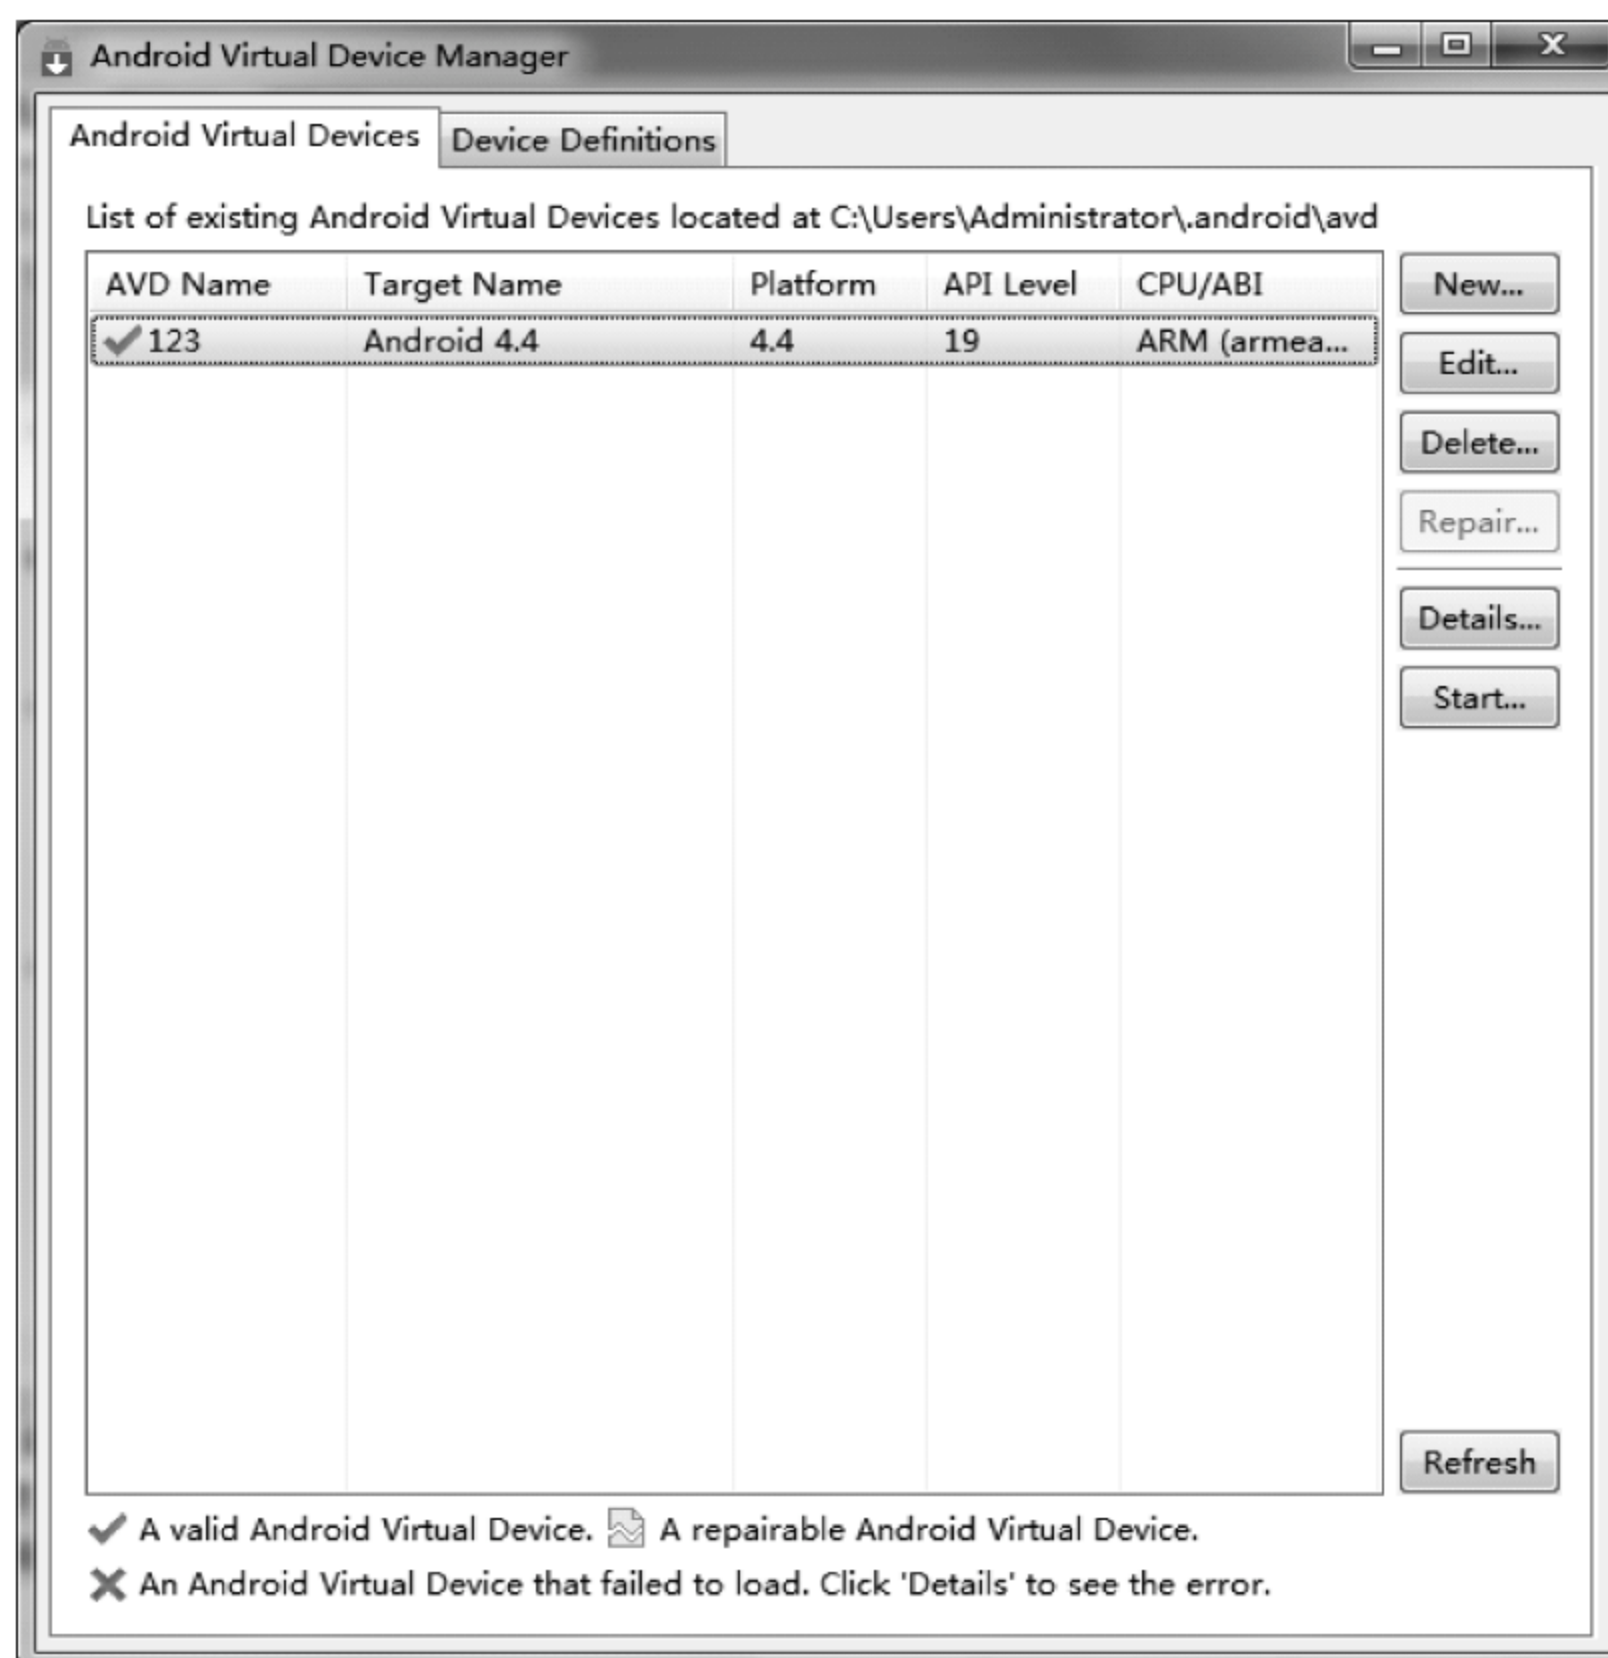 Android Virtual Device Manager
Android Virtual Devices
Device Definitions
List of existing Android Virtual Devices located at C:\Users\Administrator\.android\avd
AVD Name Target Name Platform API Level CPU/ABI
123 Android 4.4 4.4 19 ARM (armea...
New...
Edit...
Delete...
Repair...
Details...
Start...
Refresh
A valid Android Virtual Device. A repairable Android Virtual Device.
An Android Virtual Device that failed to load. Click 'Details' to see the error.